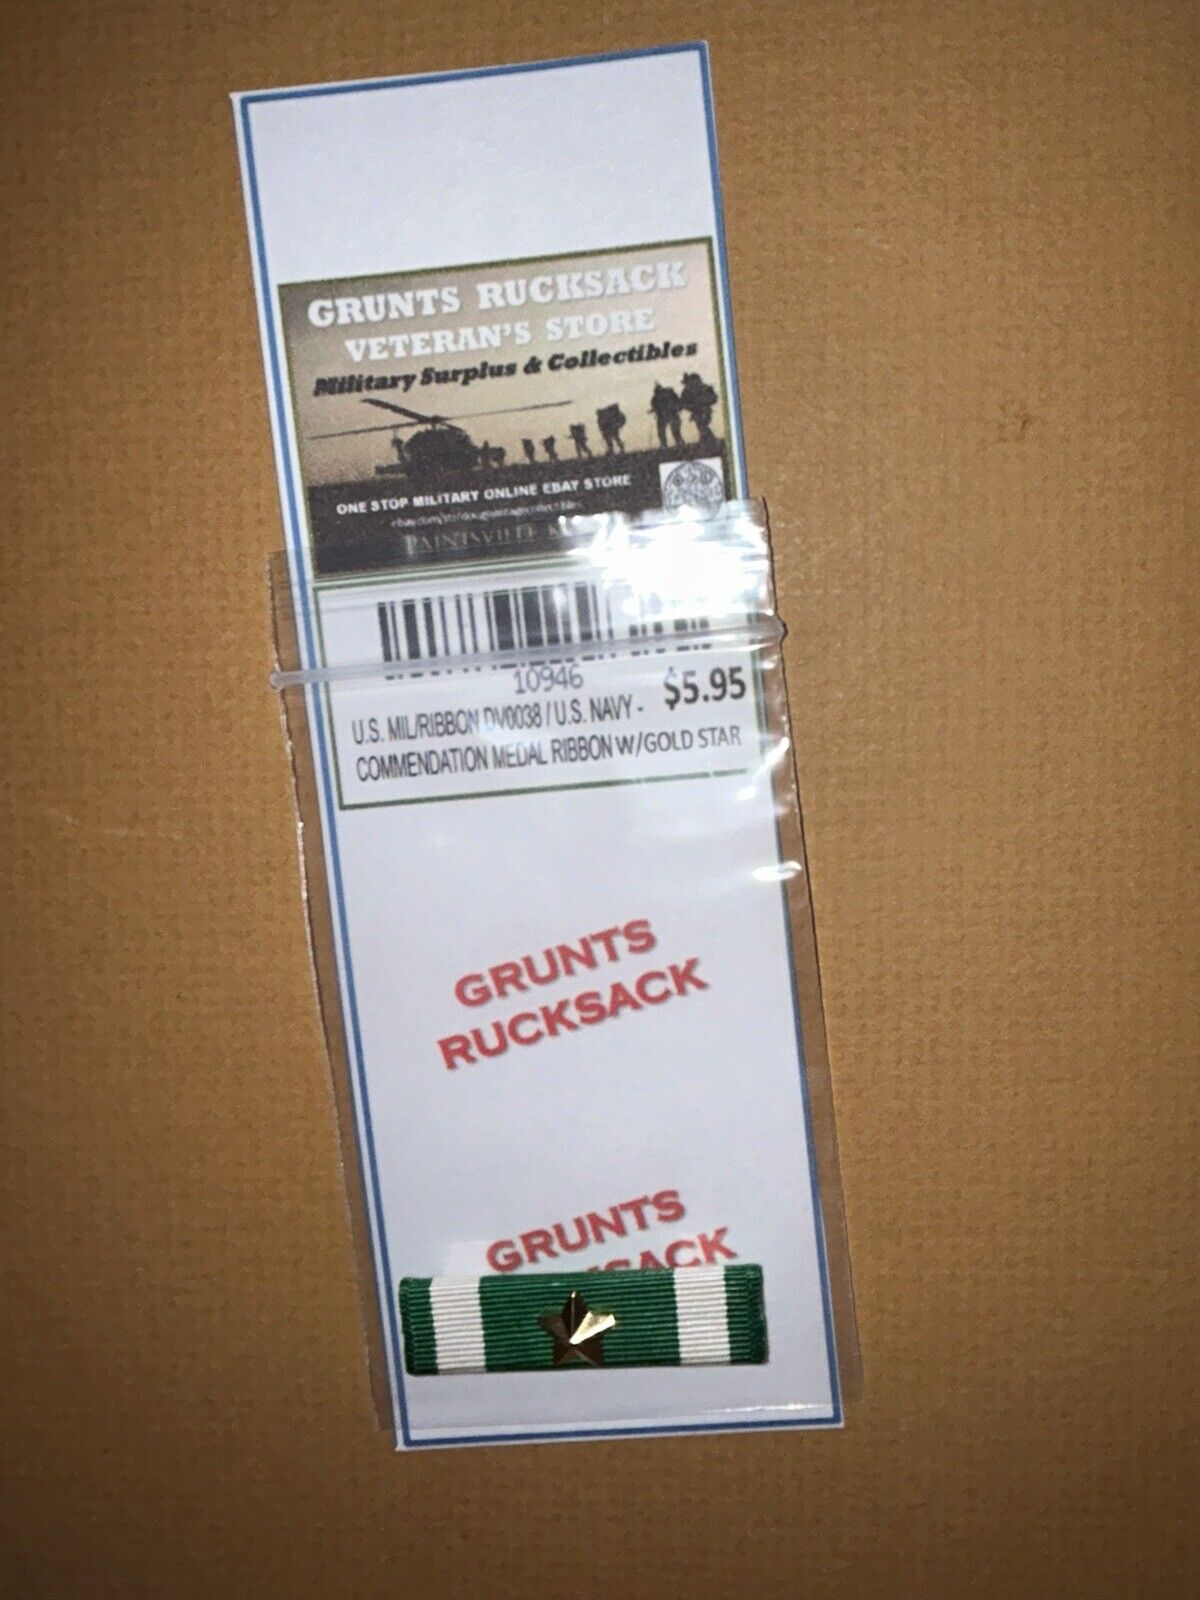 GRUNTS RUCKSACK
VETERAN'S STORE
Military Surplus & Collectibles
ONE STOP MILITARY ONLINE EBAY STORE
PAINTSVILLE
10946
$5.95
U.S. MIL/RIBBON DV0038 / U.S. NAVY -
COMMENDATION MEDAL RIBBON W/GOLD STAR
GRUNTS
RUCKSACK
GRUNTS